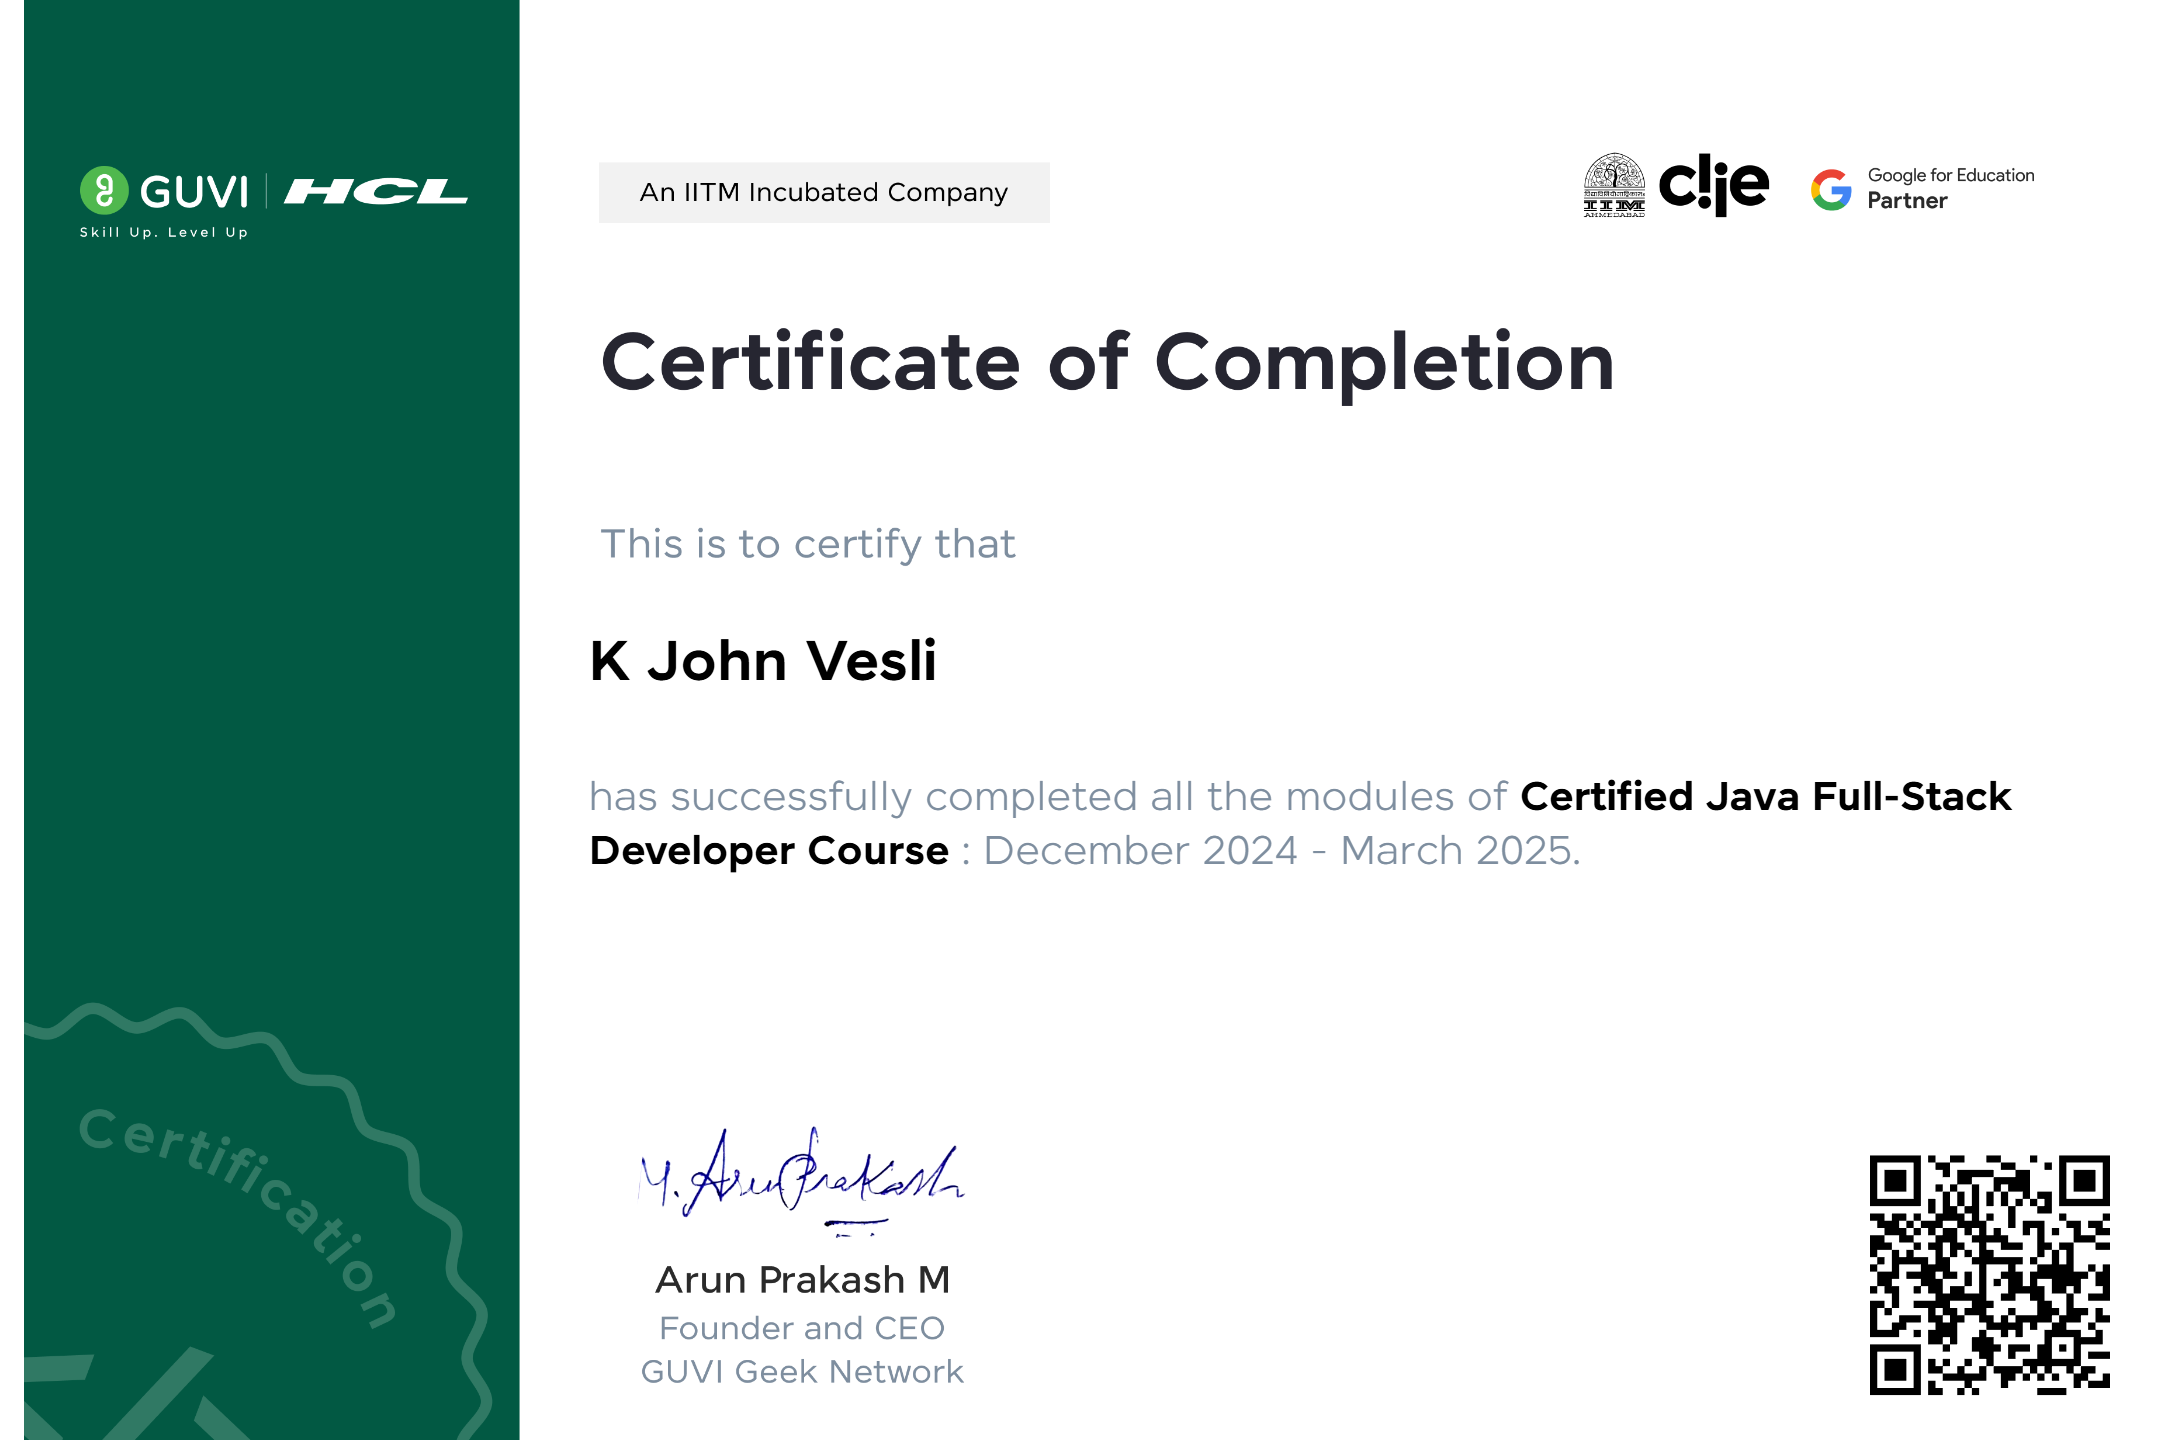 GUVI | HCL
Skill Up. Level Up
An IITM Incubated Company
IIM
AHMEDABAD
c!ie
Google for Education
Partner
Certificate of Completion
This is to certify that
K John Vesli
has successfully completed all the modules of Certified Java Full-Stack
Developer Course : December 2024 - March 2025.
Certification
M. Arun Prakash
Arun Prakash M
Founder and CEO
GUVI Geek Network